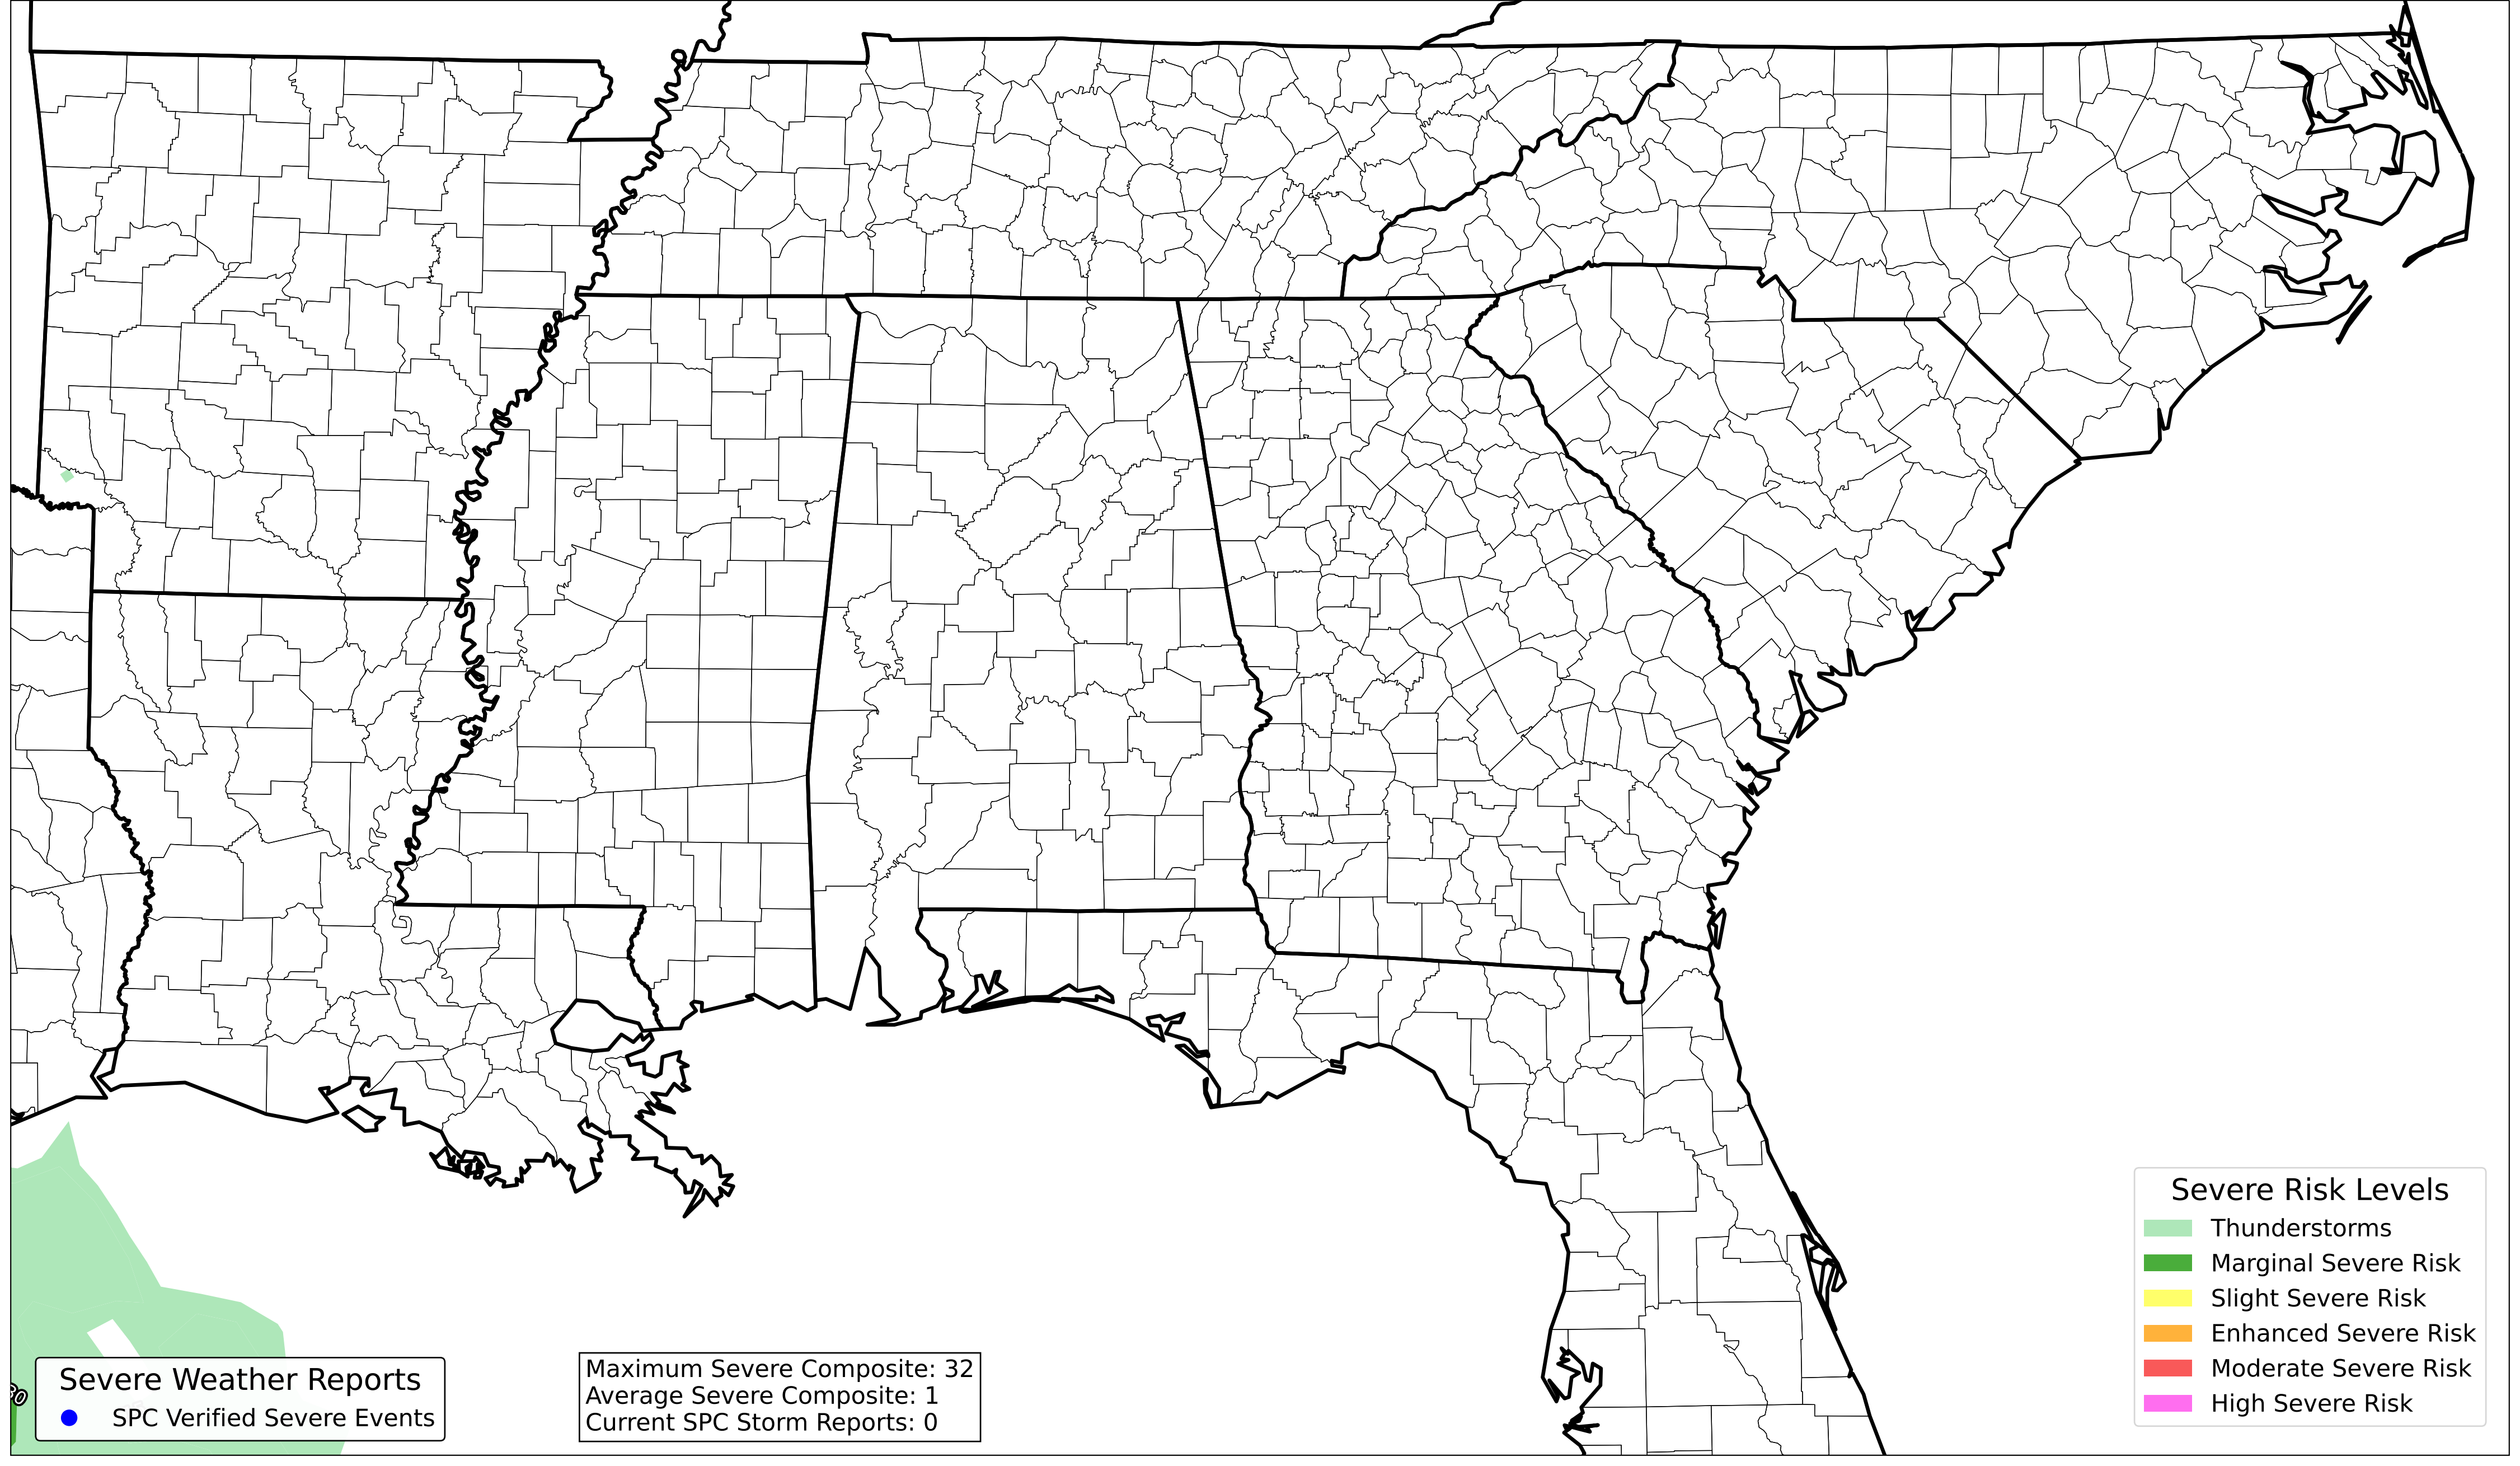 Severe Risk Levels
Thunderstorms
Marginal Severe Risk
Slight Severe Risk
Enhanced Severe Risk
Moderate Severe Risk
High Severe Risk
Severe Weather Reports
SPC Verified Severe Events
Maximum Severe Composite: 32
Average Severe Composite: 1
Current SPC Storm Reports: 0